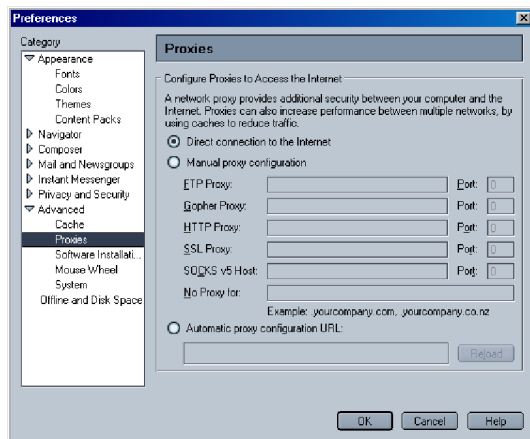 Preferences
Category
Appearance
Fonts
Colors
Themes
Content Packs
Navigator
Composer
Mail and Newsgroups
Instant Messenger
Privacy and Security
Advanced
Cache
Proxies
Software Installati...
Mouse Wheel
System
Offline and Disk Space
Proxies
Configure Proxies to Access the Internet
A network proxy provides additional security between your computer and the
Internet. Proxies can also increase performance between multiple networks, by
using caches to reduce traffic.
Direct connection to the Internet
Manual proxy configuration
FTP Proxy: Port: 0
Gopher Proxy: Port: 0
HTTP Proxy: Port: 0
SSL Proxy: Port: 0
SOCKS v5 Host: Port: 0
No Proxy for:
Example: .yourcompany.com, .yourcompany.co.nz
Automatic proxy configuration URL:
Reload
OK Cancel Help